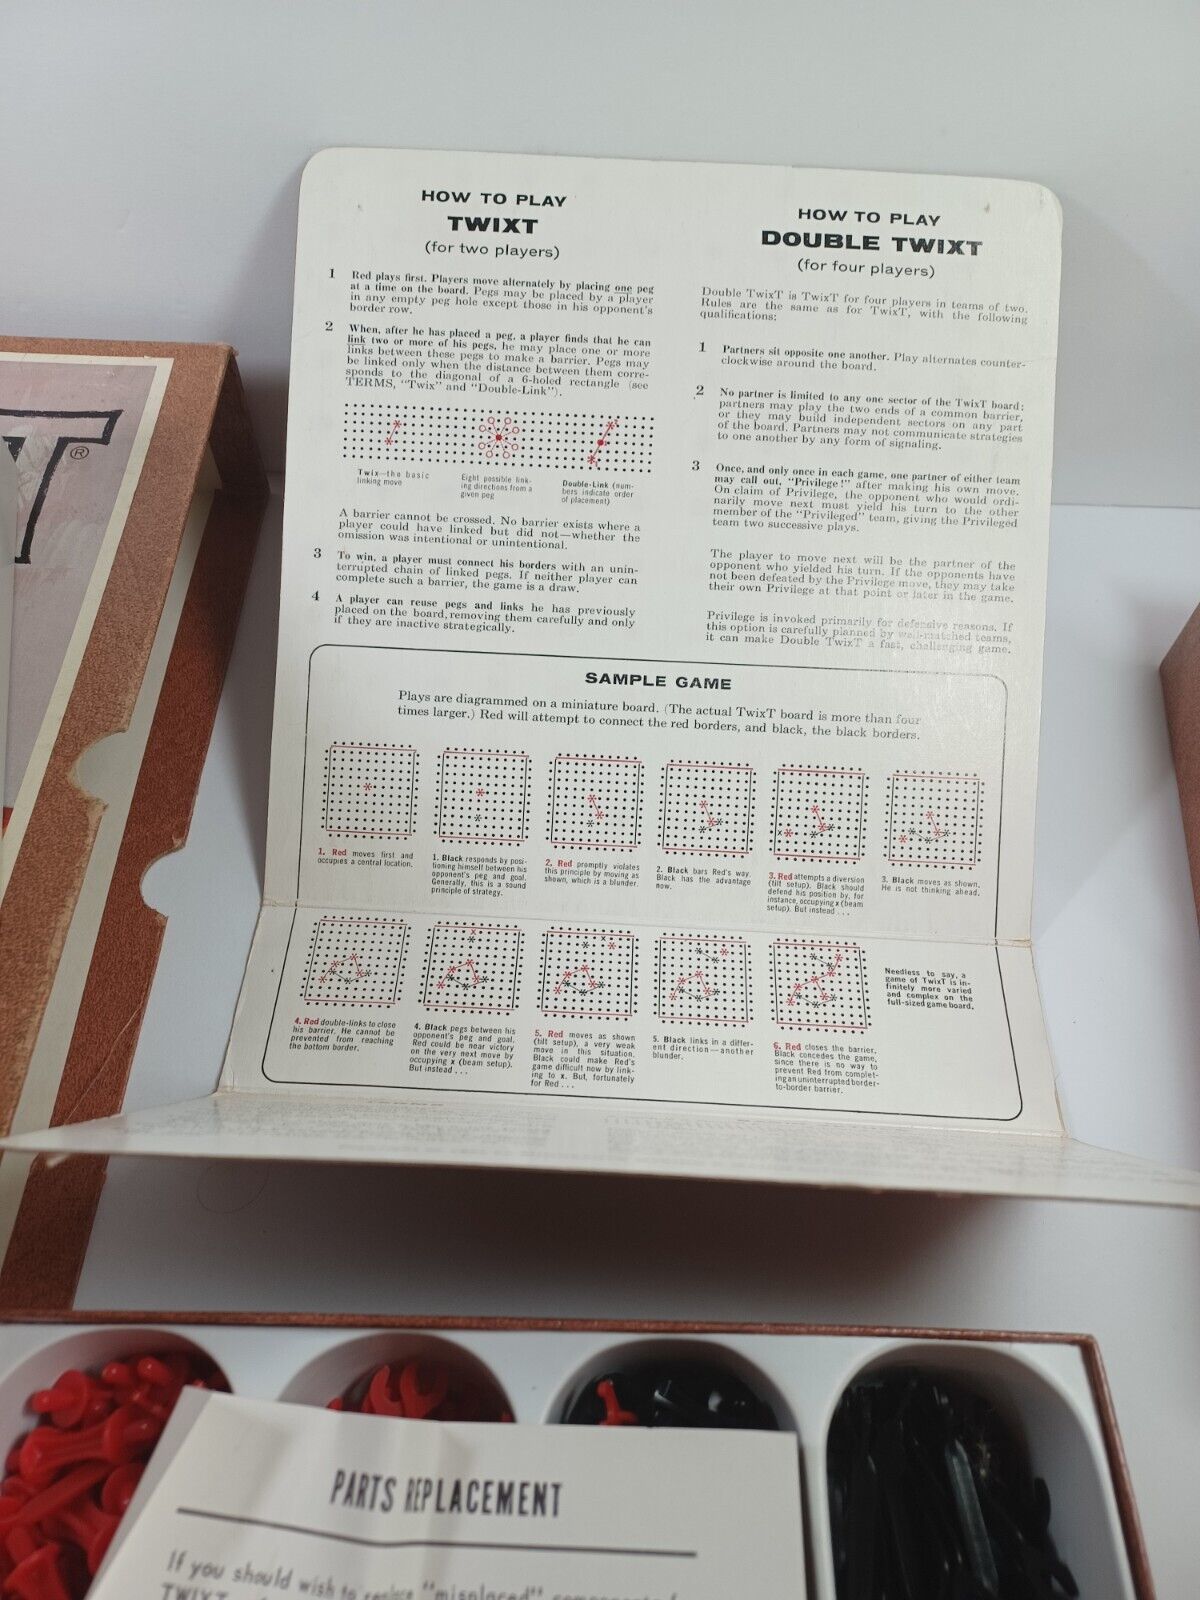 HOW TO PLAY
TWIXT
(for two players)
1 Red plays first. Players move alternately by placing one peg
at a time on the board. Pegs may be placed by a player
in any empty peg hole except those in his opponent's
border row.
2 When, after he has placed a peg, a player finds that he can
link two or more of his pegs, he may place one or more
links between these pegs to make a barrier. Pegs may
be linked only when the distance between them corre-
sponds to the diagonal of a 6-holed rectangle (see
TERMS, "Twix" and "Double-Link").
Twix—the basic
linking move
Eight possible link-
ing directions from a
given peg
Double-Link (num-
bers indicate order
of placement)
A barrier cannot be crossed. No barrier exists where a
player could have linked but did not—whether the
omission was intentional or unintentional.
3 To win, a player must connect his borders with an unin-
terrupted chain of linked pegs. If neither player can
complete such a barrier, the game is a draw.
4 A player can reuse pegs and links he has previously
placed on the board, removing them carefully and only
if they are inactive strategically.
HOW TO PLAY
DOUBLE TWIXT
(for four players)
Double TwixT is TwixT for four players in teams of two.
Rules are the same as for TwixT, with the following
qualifications:
1 Partners sit opposite one another. Play alternates counter-
clockwise around the board.
2 No partner is limited to any one sector of the TwixT board;
partners may play the two ends of a common barrier,
or they may build independent sectors on any part
of the board. Partners may not communicate strategies
to one another by any form of signaling.
3 Once, and only once in each game, one partner of either team
may call out, "Privilege!" after making his own move.
On claim of Privilege, the opponent who would ordi-
narily move next must yield his turn to the other
member of the "Privileged" team, giving the Privileged
team two successive plays.
The player to move next will be the partner of the
opponent who yielded his turn. If the opponents have
not been defeated by the Privilege move, they may take
their own Privilege at that point or later in the game.
Privilege is invoked primarily for defensive reasons. If
this option is carefully planned by well-matched teams,
it can make Double TwixT a fast, challenging game.
SAMPLE GAME
Plays are diagrammed on a miniature board. (The actual TwixT board is more than four
times larger.) Red will attempt to connect the red borders, and black, the black borders.
1. Red moves first and
occupies a central location.
1. Black responds by posi-
tioning himself between his
opponent's peg and goal.
Generally, this is a sound
principle of strategy.
2. Red promptly violates
this principle by moving as
shown, which is a blunder.
2. Black bars Red's way.
Black has the advantage
now.
3. Red attempts a diversion
(tilt setup). Black should
defend his position by, for
instance, occupying x (beam
setup). But instead . . .
3. Black moves as shown.
He is not thinking ahead.
4. Red double-links to close
his barrier. He cannot be
prevented from reaching
the bottom border.
4. Black pegs between his
opponent's peg and goal.
Red could be near victory
on the very next move by
occupying x (beam setup).
But instead . . .
5. Red moves as shown
(tilt setup), a very weak
move in this situation.
Black could make Red's
game difficult now by link-
ing to x. But, fortunately
for Red . . .
5. Black links in a differ-
ent direction—another
blunder.
6. Red closes the barrier.
Black concedes the game,
since there is no way to
prevent Red from complet-
ing an uninterrupted border-
to-border barrier.
Needless to say, a
game of TwixT is in-
finitely more varied
and complex on the
full-sized game board.
T®
PARTS REPLACEMENT
If you should wish to replace "misplaced"
TWIXT